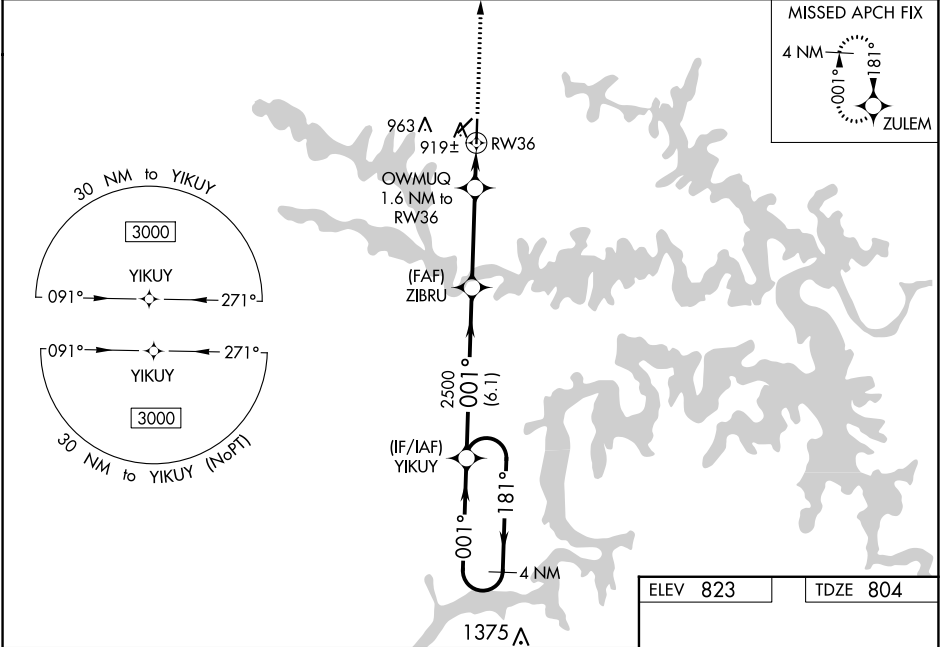 MISSED APCH FIX
4 NM
181°
001°
ZULEM
963
919±
RW36
OWMUQ
1.6 NM to
RW36
30 NM to YIKUY
3000
YIKUY
091°
271°
(FAF)
ZIBRU
091°
271°
YIKUY
3000
30 NM to YIKUY (NoPT)
2500
001°
(6.1)
(IF/IAF)
YIKUY
001°
181°
4 NM
1375
ELEV 823
TDZE 804